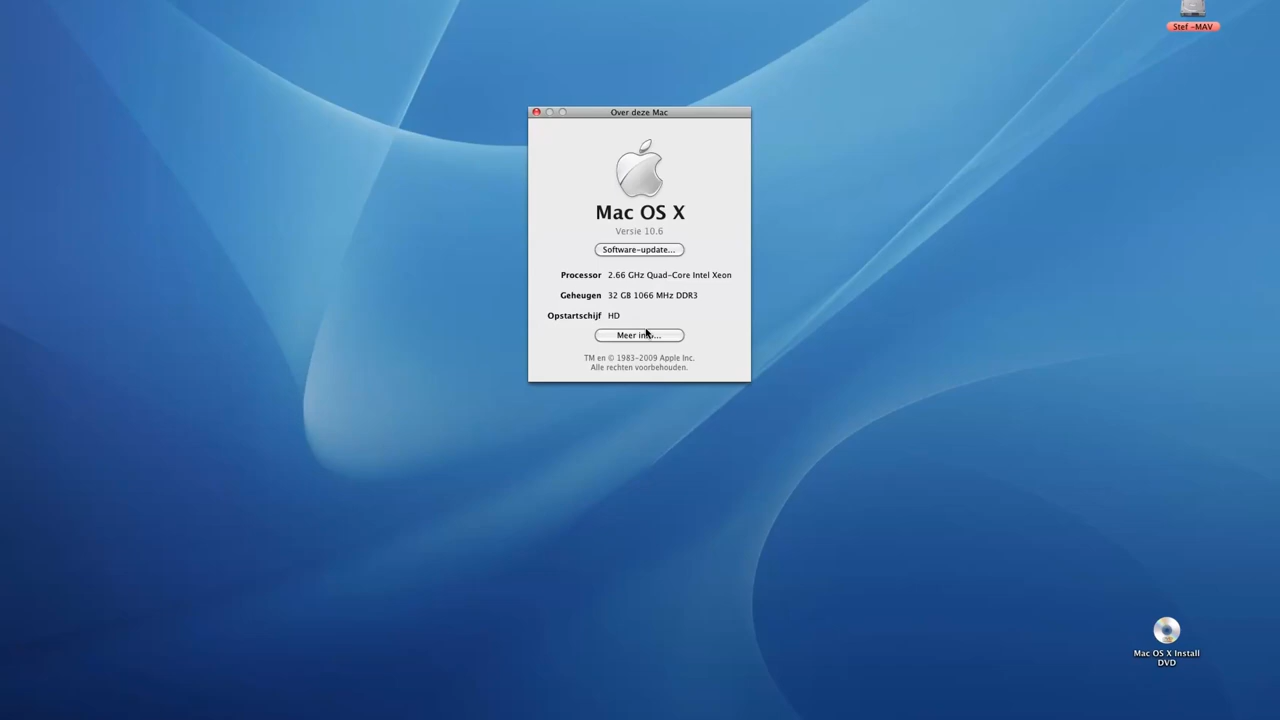 Stef -MAV
Over deze Mac
Mac OS X
Versie 10.6
Software-update...
Processor 2.66 GHz Quad-Core Intel Xeon
Geheugen 32 GB 1066 MHz DDR3
Opstartschijf HD
Meer info...
TM en © 1983-2009 Apple Inc.
Alle rechten voorbehouden.
Mac OS X Install
DVD